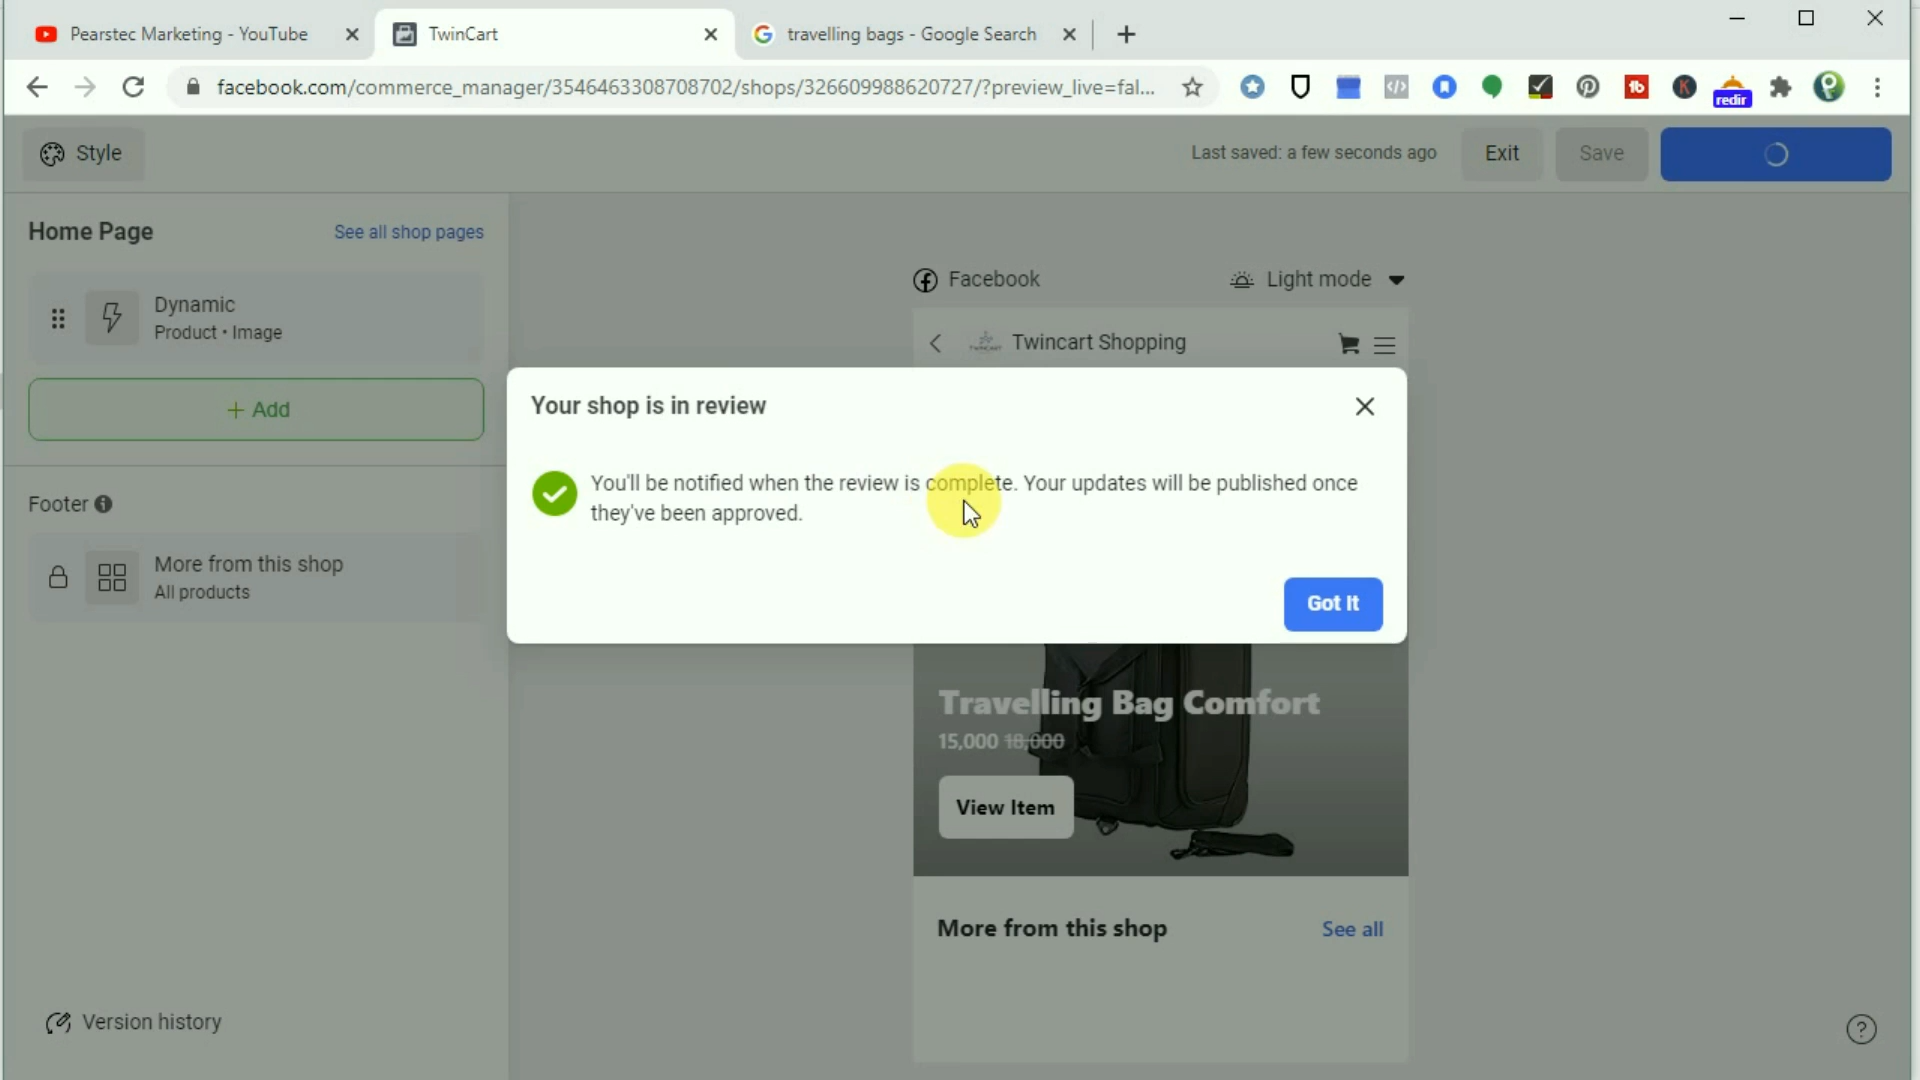 Pearstec Marketing - YouTube
TwinCart
travelling bags - Google Search
facebook.com/commerce_manager/3546463308708702/shops/326609988620727/?preview_live=fal...
redir
Style
Last saved: a few seconds ago
Exit
Save
Home Page
See all shop pages
Dynamic
Product • Image
+ Add
Footer
More from this shop
All products
Version history
Facebook
Light mode
Twincart Shopping
Your shop is in review
You'll be notified when the review is complete. Your updates will be published once
they've been approved.
Got It
Travelling Bag Comfort
15,000 18,000
View Item
More from this shop
See all